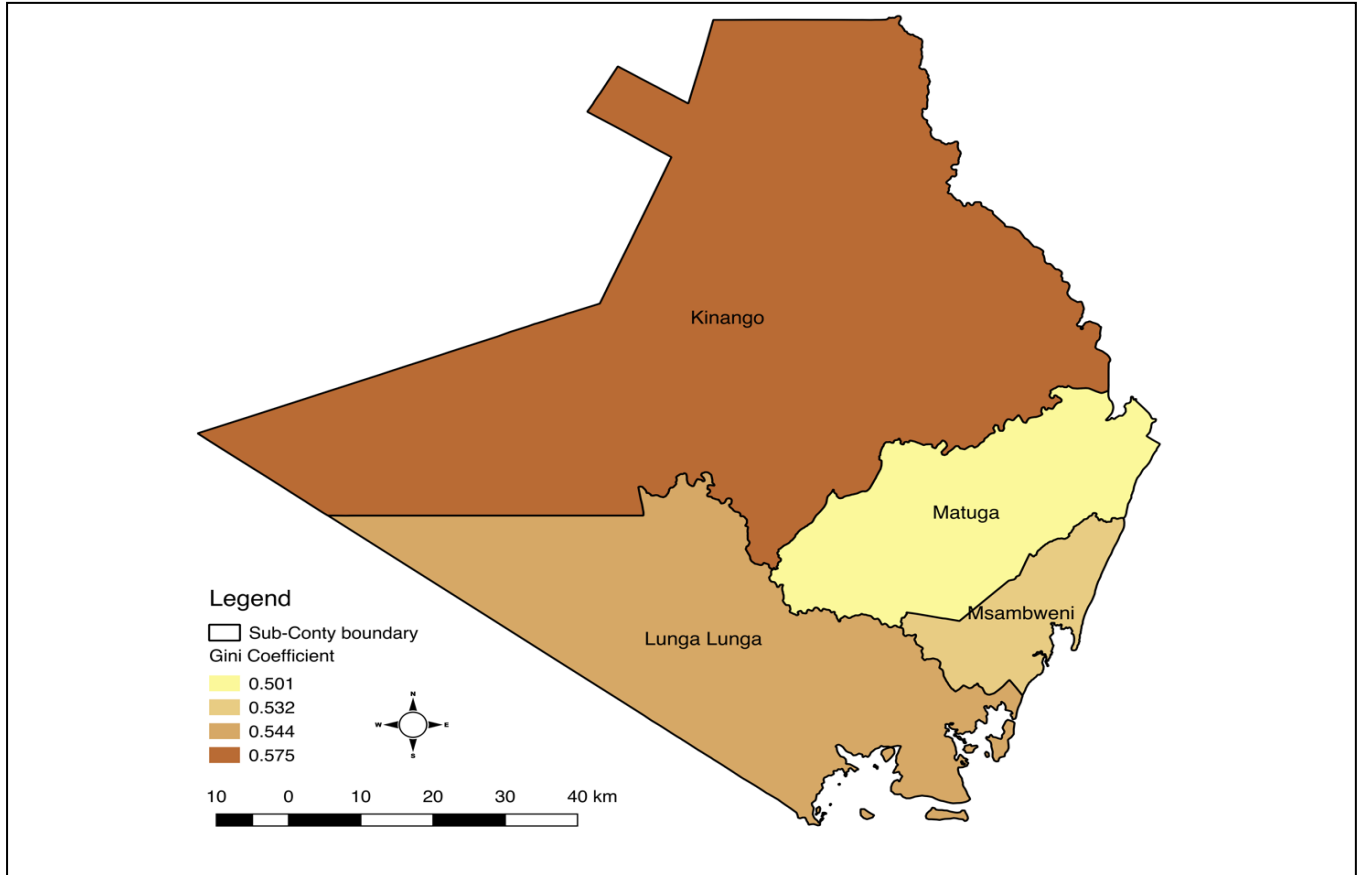 Kinango
Matuga
Msambweni
Lunga Lunga
Legend
Sub-Conty boundary
Gini Coefficient
0.501
0.532
0.544
0.575
N
W E
S
10 0 10 20 30 40 km